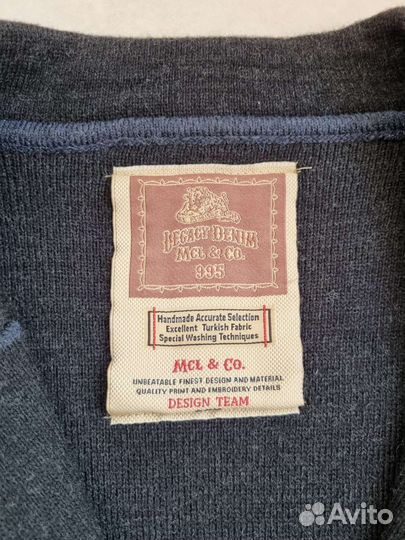 Legacy Denim
Mcl & Co.
995
Handmade Accurate Selection
Excellent Turkish Fabric
Special Washing Techniques
Mcl & Co.
UNBEATABLE FINEST DESIGN AND MATERIAL
QUALITY PRINT AND EMBROIDERY DETAILS
DESIGN TEAM
Avito